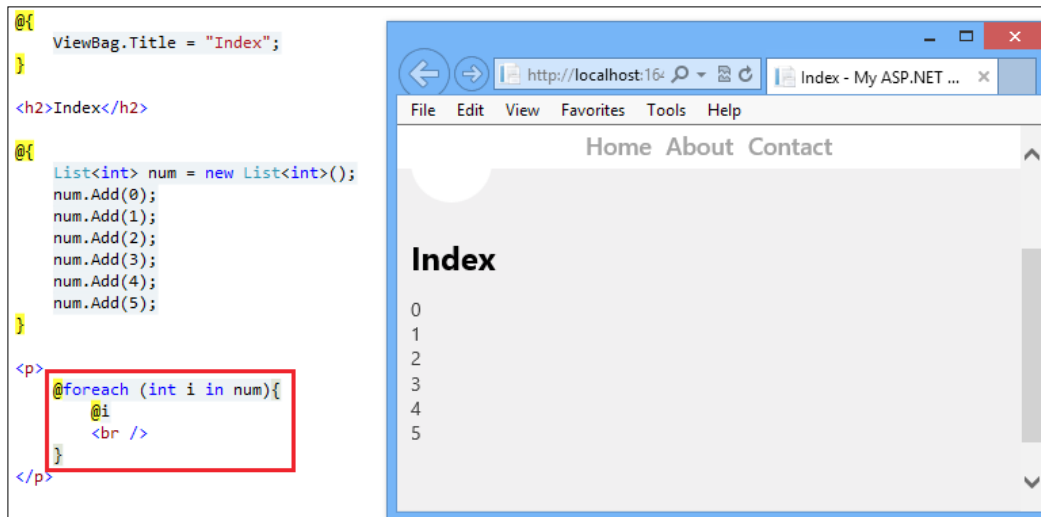 @{
ViewBag.Title = "Index";
}
<h2>Index</h2>
@{
List<int> num = new List<int>();
num.Add(0);
num.Add(1);
num.Add(2);
num.Add(3);
num.Add(4);
num.Add(5);
}
<p>
@foreach (int i in num){
@i
<br />
}
</p>
http://localhost:164
Index - My ASP.NET ...
File Edit View Favorites Tools Help
Home About Contact
Index
0
1
2
3
4
5